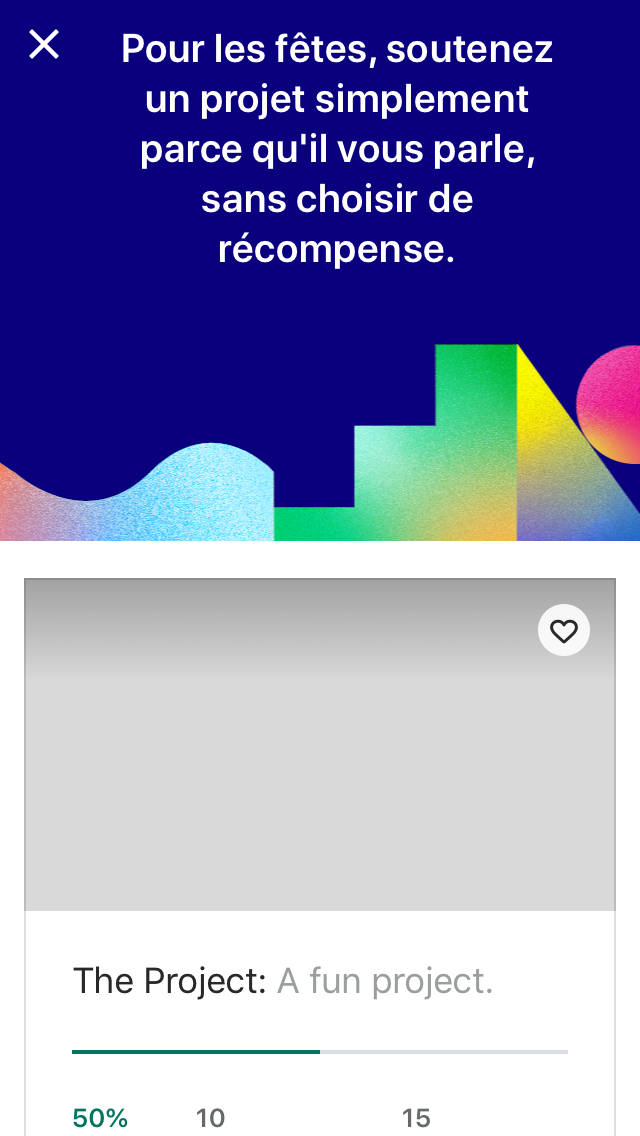 Pour les fêtes, soutenez
un projet simplement
parce qu'il vous parle,
sans choisir de
récompense.
The Project: A fun project.
50% 10 15